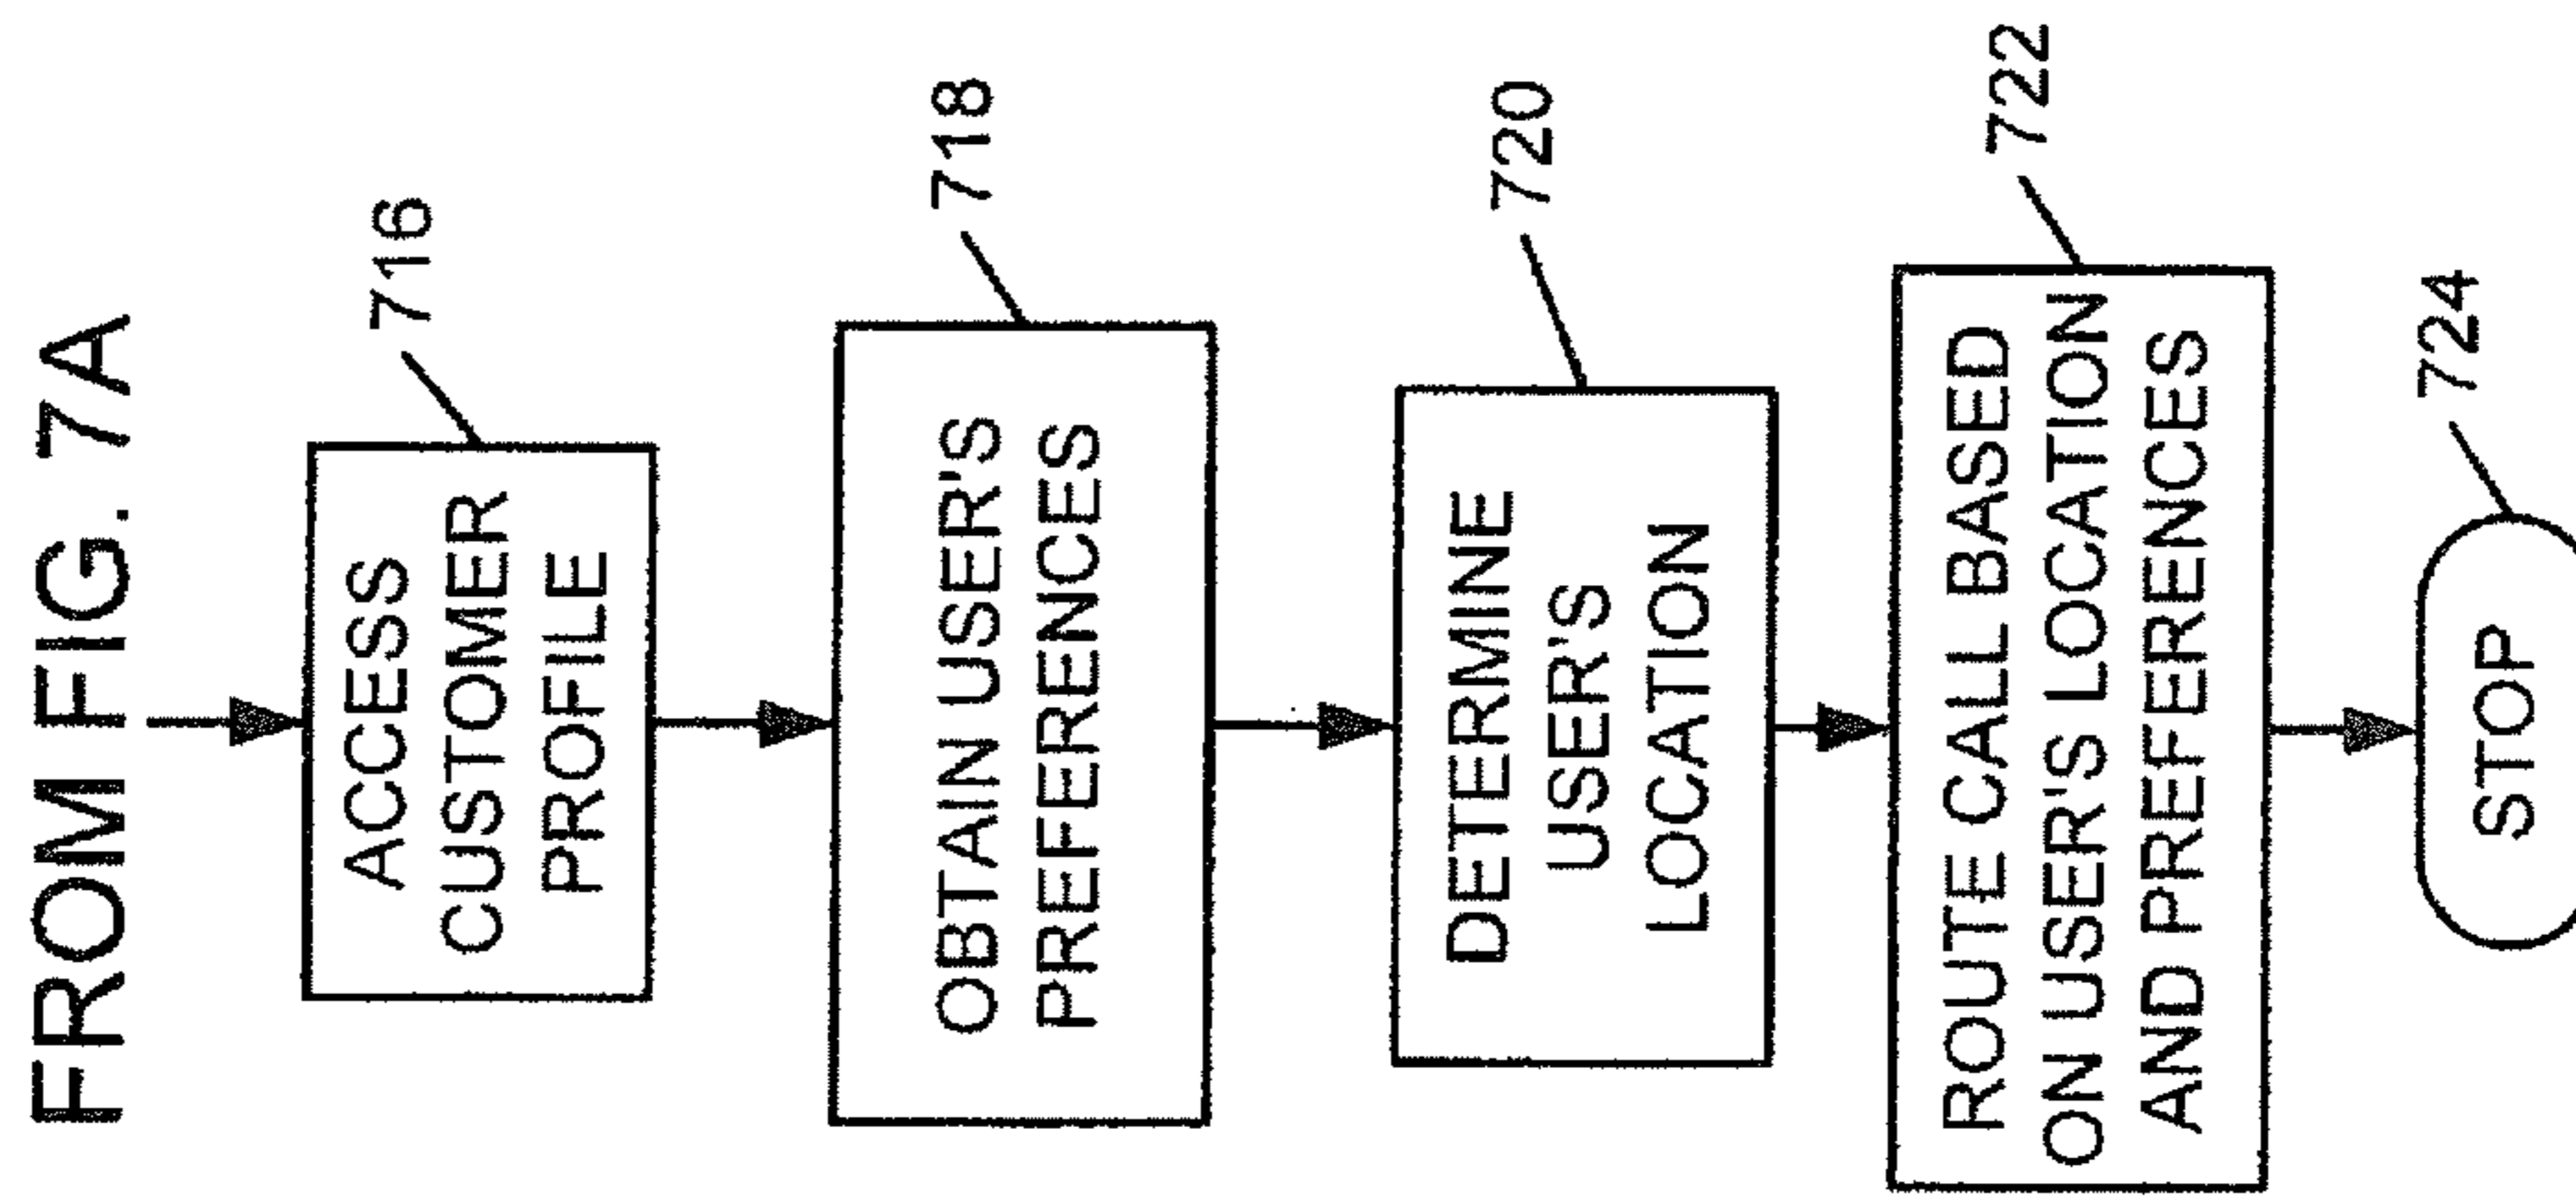 FROM FIG. 7A
716
ACCESS
CUSTOMER
PROFILE
718
OBTAIN USER'S
PREFERENCES
720
DETERMINE
USER'S
LOCATION
722
ROUTE CALL BASED
ON USER'S LOCATION
AND PREFERENCES
724
STOP